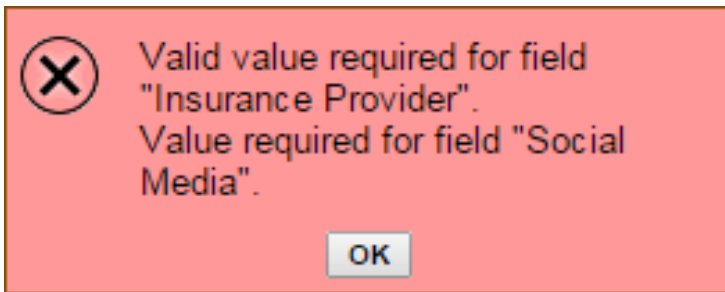 Valid value required for field
"Insurance Provider".
Value required for field "Social
Media".
OK